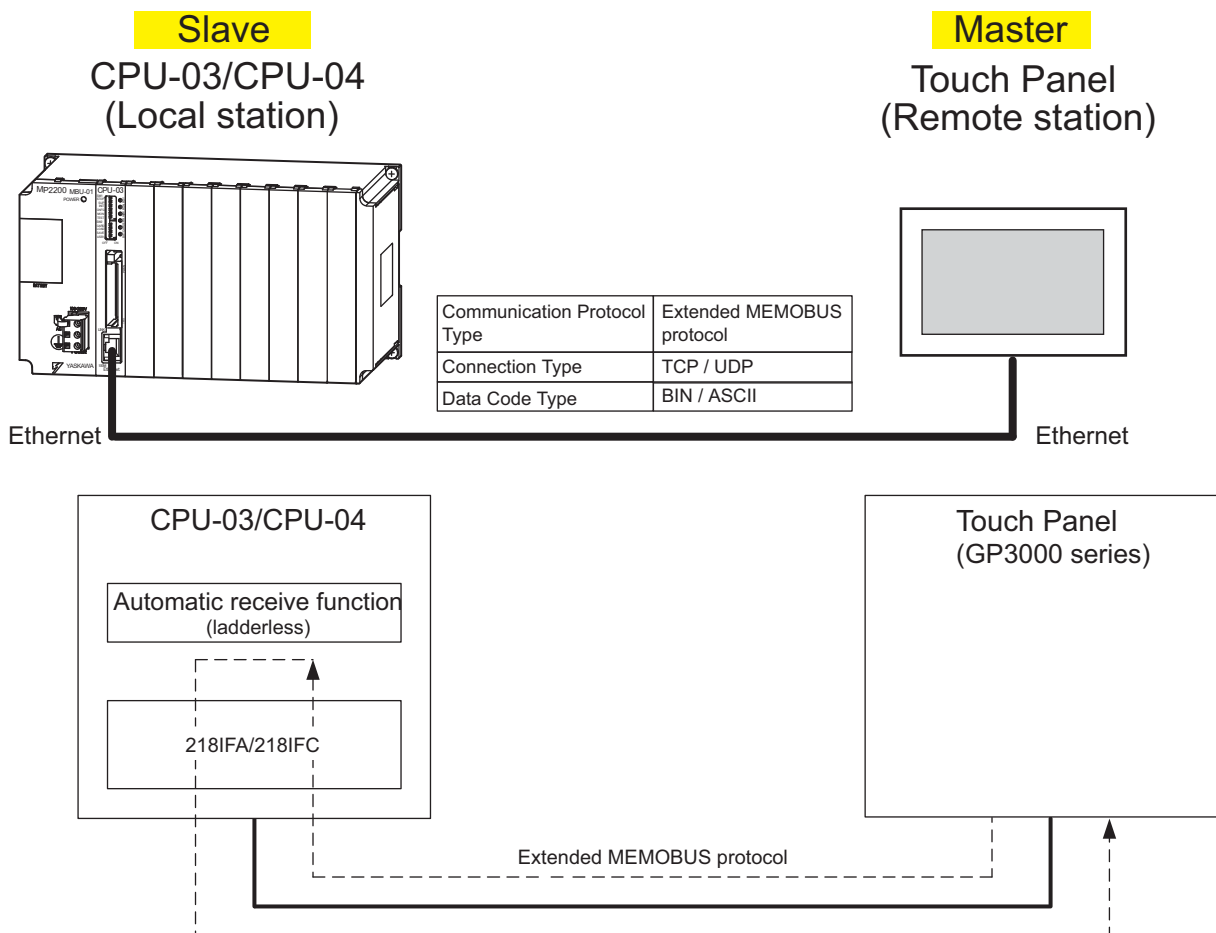 Slave
CPU-03/CPU-04
(Local station)
Master
Touch Panel
(Remote station)
MP2200 MBU-01
CPU-03
POWER
YASKAWA
Communication Protocol Type
Extended MEMOBUS protocol
Connection Type
TCP / UDP
Data Code Type
BIN / ASCII
Ethernet
Ethernet
CPU-03/CPU-04
Automatic receive function
(ladderless)
218IFA/218IFC
Touch Panel
(GP3000 series)
Extended MEMOBUS protocol